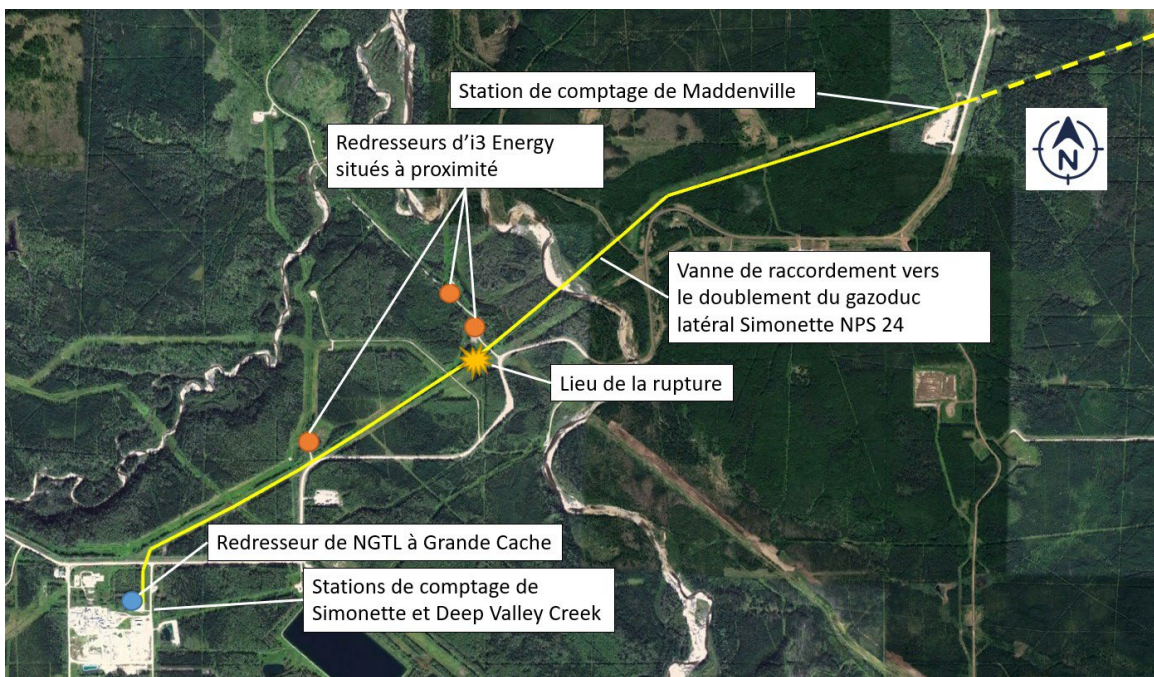 Station de comptage de Maddenville
Redresseurs d'i3 Energy
situés à proximité
N
Vanne de raccordement vers
le doublement du gazoduc
latéral Simonette NPS 24
Lieu de la rupture
Redresseur de NGTL à Grande Cache
Stations de comptage de
Simonette et Deep Valley Creek